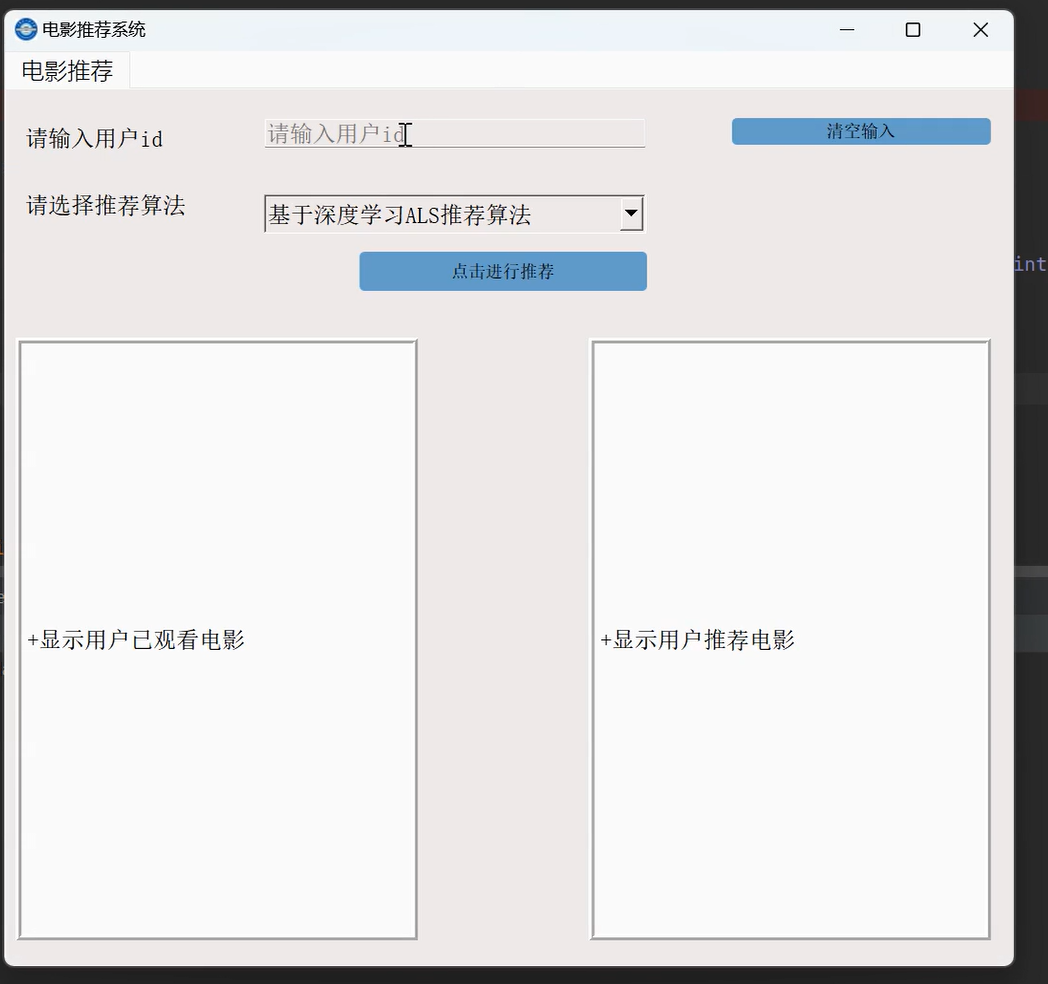 电影推荐系统
电影推荐
请输入用户id
请输入用户id
清空输入
请选择推荐算法
基于深度学习ALS推荐算法
int
点击进行推荐
+显示用户已观看电影
+显示用户推荐电影